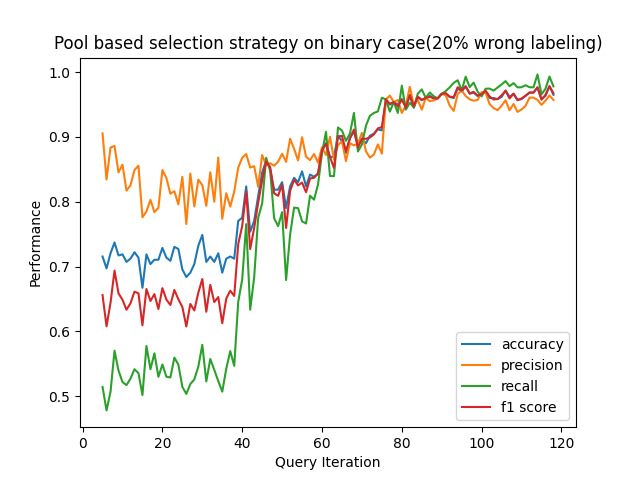 Pool based selection strategy on binary case(20% wrong labeling)
1.0
0.9
0.8
0.7
0.6
0.5
Performance
0
20
40
60
80
100
120
Query Iteration
accuracy
precision
recall
f1 score